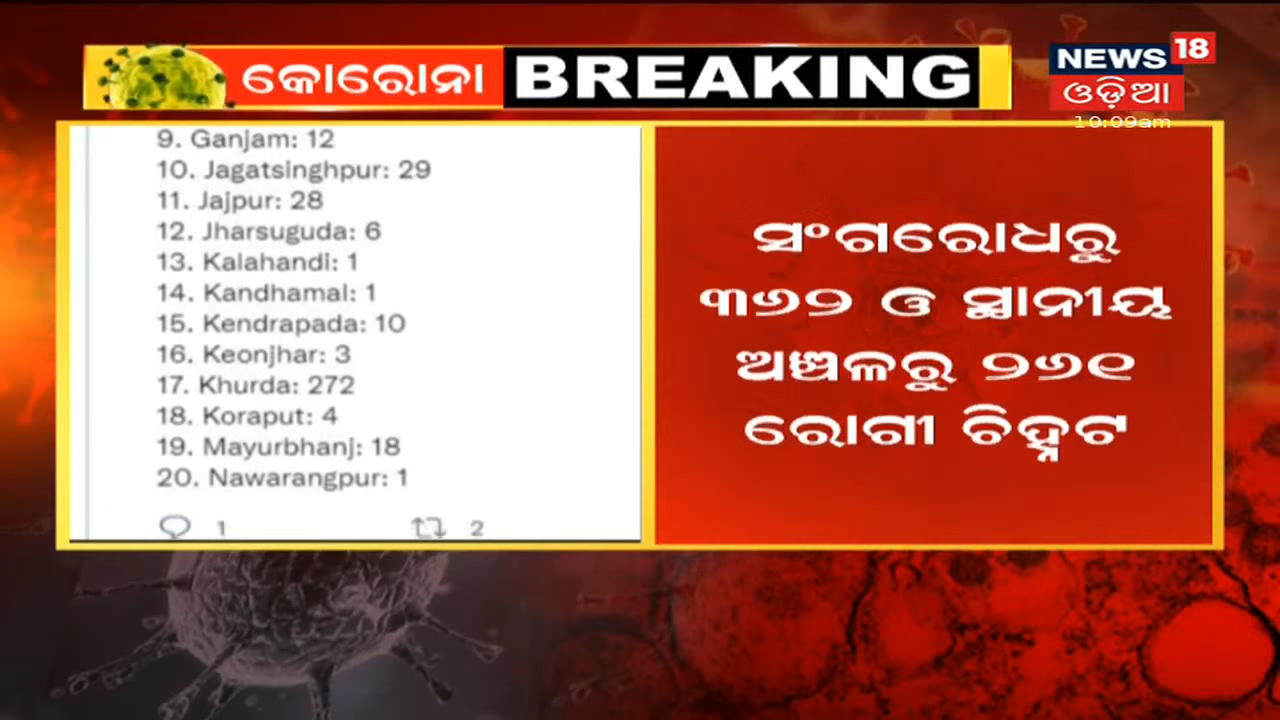 କୋରୋନା BREAKING
NEWS 18
ଓଡ଼ିଆ
10:09am
9. Ganjam: 12
10. Jagatsinghpur: 29
11. Jajpur: 28
12. Jharsuguda: 6
13. Kalahandi: 1
14. Kandhamal: 1
15. Kendrapada: 10
16. Keonjhar: 3
17. Khurda: 272
18. Koraput: 4
19. Mayurbhanj: 18
20. Nawarangpur: 1
1 2
ସଂଗରୋଧରୁ
୩୬୨ ଓ ସ୍ଥାନୀୟ
ଅଞ୍ଚଳରୁ ୨୬୧
ରୋଗୀ ଚିହ୍ନଟ